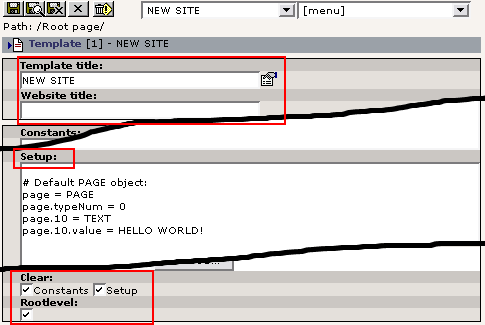 NEW SITE [menu]
Path: /Root page/
Template [1] - NEW SITE
Template title:
NEW SITE
Website title:
Constants:
Setup:
# Default PAGE object:
page = PAGE
page.typeNum = 0
page.10 = TEXT
page.10.value = HELLO WORLD!
Clear:
Constants Setup
Rootlevel: